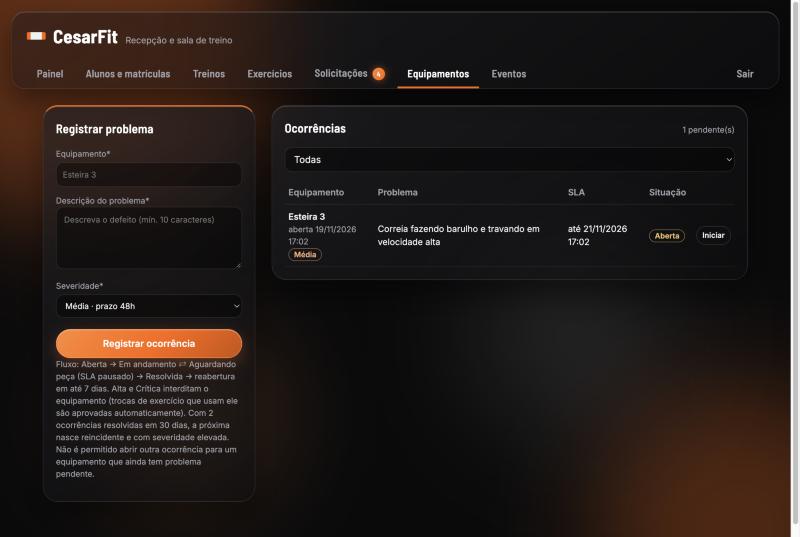 CesarFit Recepção e sala de treino
Painel Alunos e matrículas Treinos Exercícios Solicitações 4 Equipamentos Eventos Sair
Registrar problema
Equipamento*
Esteira 3
Descrição do problema*
Descreva o defeito (mín. 10 caracteres)
Severidade*
Média · prazo 48h
Registrar ocorrência
Fluxo: Aberta → Em andamento ⇄ Aguardando
peça (SLA pausado) → Resolvida → reabertura
em até 7 dias. Alta e Crítica interditam o
equipamento (trocas de exercício que usam ele
são aprovadas automaticamente). Com 2
ocorrências resolvidas em 30 dias, a próxima
nasce reincidente e com severidade elevada.
Não é permitido abrir outra ocorrência para um
equipamento que ainda tem problema
pendente.
Ocorrências 1 pendente(s)
Todas
Equipamento Problema SLA Situação
Esteira 3
aberta 19/11/2026
17:02
Média
Correia fazendo barulho e travando em
velocidade alta
até 21/11/2026
17:02
Aberta Iniciar